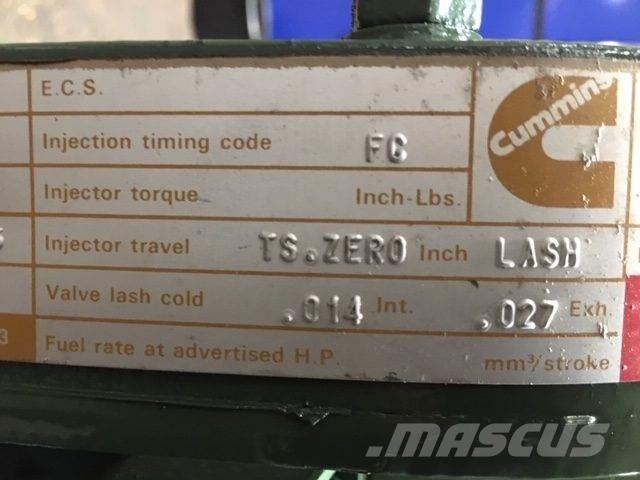 E.C.S.
Cummins
Injection timing code FC
Injector torque Inch-Lbs.
Injector travel TS.ZERO Inch LASH
Valve lash cold .014 Int. .027 Exh.
3 Fuel rate at advertised H.P. mm³/stroke
.MASCUS